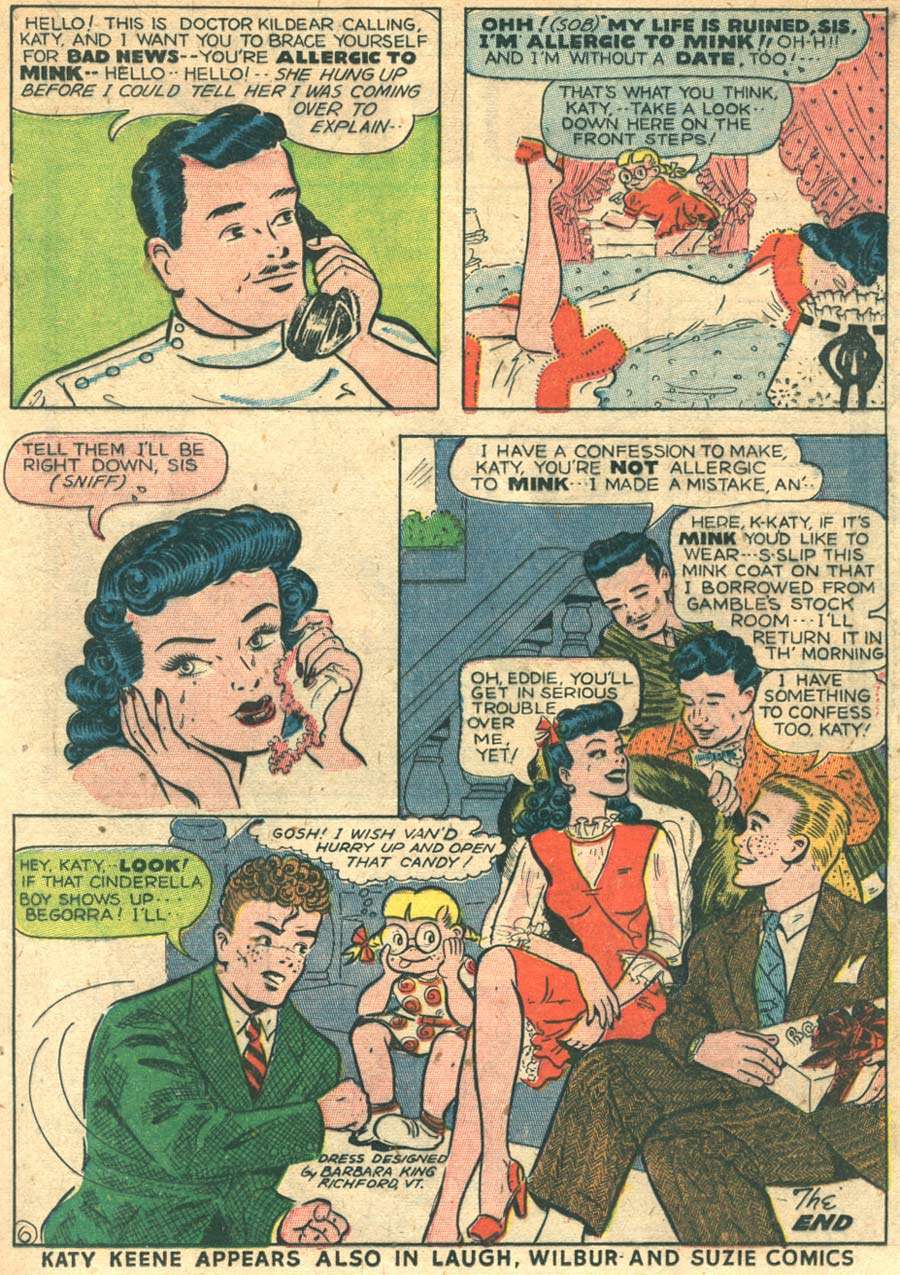 HELLO! THIS IS DOCTOR KILDEAR CALLING,
KATY, AND I WANT YOU TO BRACE YOURSELF
FOR BAD NEWS--YOU'RE ALLERGIC TO
MINK-- HELLO-- HELLO!-- SHE HUNG UP
BEFORE I COULD TELL HER I WAS COMING
OVER TO
EXPLAIN--
OHH! (SOB) MY LIFE IS RUINED, SIS,
I'M ALLERGIC TO MINK!! OH-H!!
AND I'M WITHOUT A DATE, TOO!---
THAT'S WHAT YOU THINK,
KATY,--TAKE A LOOK--
DOWN HERE ON THE
FRONT STEPS!
TELL THEM I'LL BE
RIGHT DOWN, SIS
(SNIFF)
I HAVE A CONFESSION TO MAKE,
KATY, YOU'RE NOT ALLERGIC
TO MINK---I MADE A MISTAKE, AN'--
HERE, K-KATY, IF IT'S
MINK YOU'D LIKE TO
WEAR---S-SLIP THIS
MINK COAT ON THAT
I BORROWED FROM
GAMBLE'S STOCK
ROOM---I'LL
RETURN IT IN
TH' MORNING
OH, EDDIE, YOU'LL
GET IN SERIOUS
TROUBLE
OVER
ME,
YET!
I HAVE
SOMETHING
TO CONFESS
TOO, KATY!
GOSH! I WISH VAN'D
HURRY UP AND OPEN
THAT CANDY!
HEY, KATY,--LOOK!
IF THAT CINDERELLA
BOY SHOWS UP---
BEGORRA! I'LL-
DRESS DESIGNED
by BARBARA KING
RICHFORD, VT.
The
END
6
KATY KEENE APPEARS ALSO IN LAUGH, WILBUR- AND SUZIE COMICS